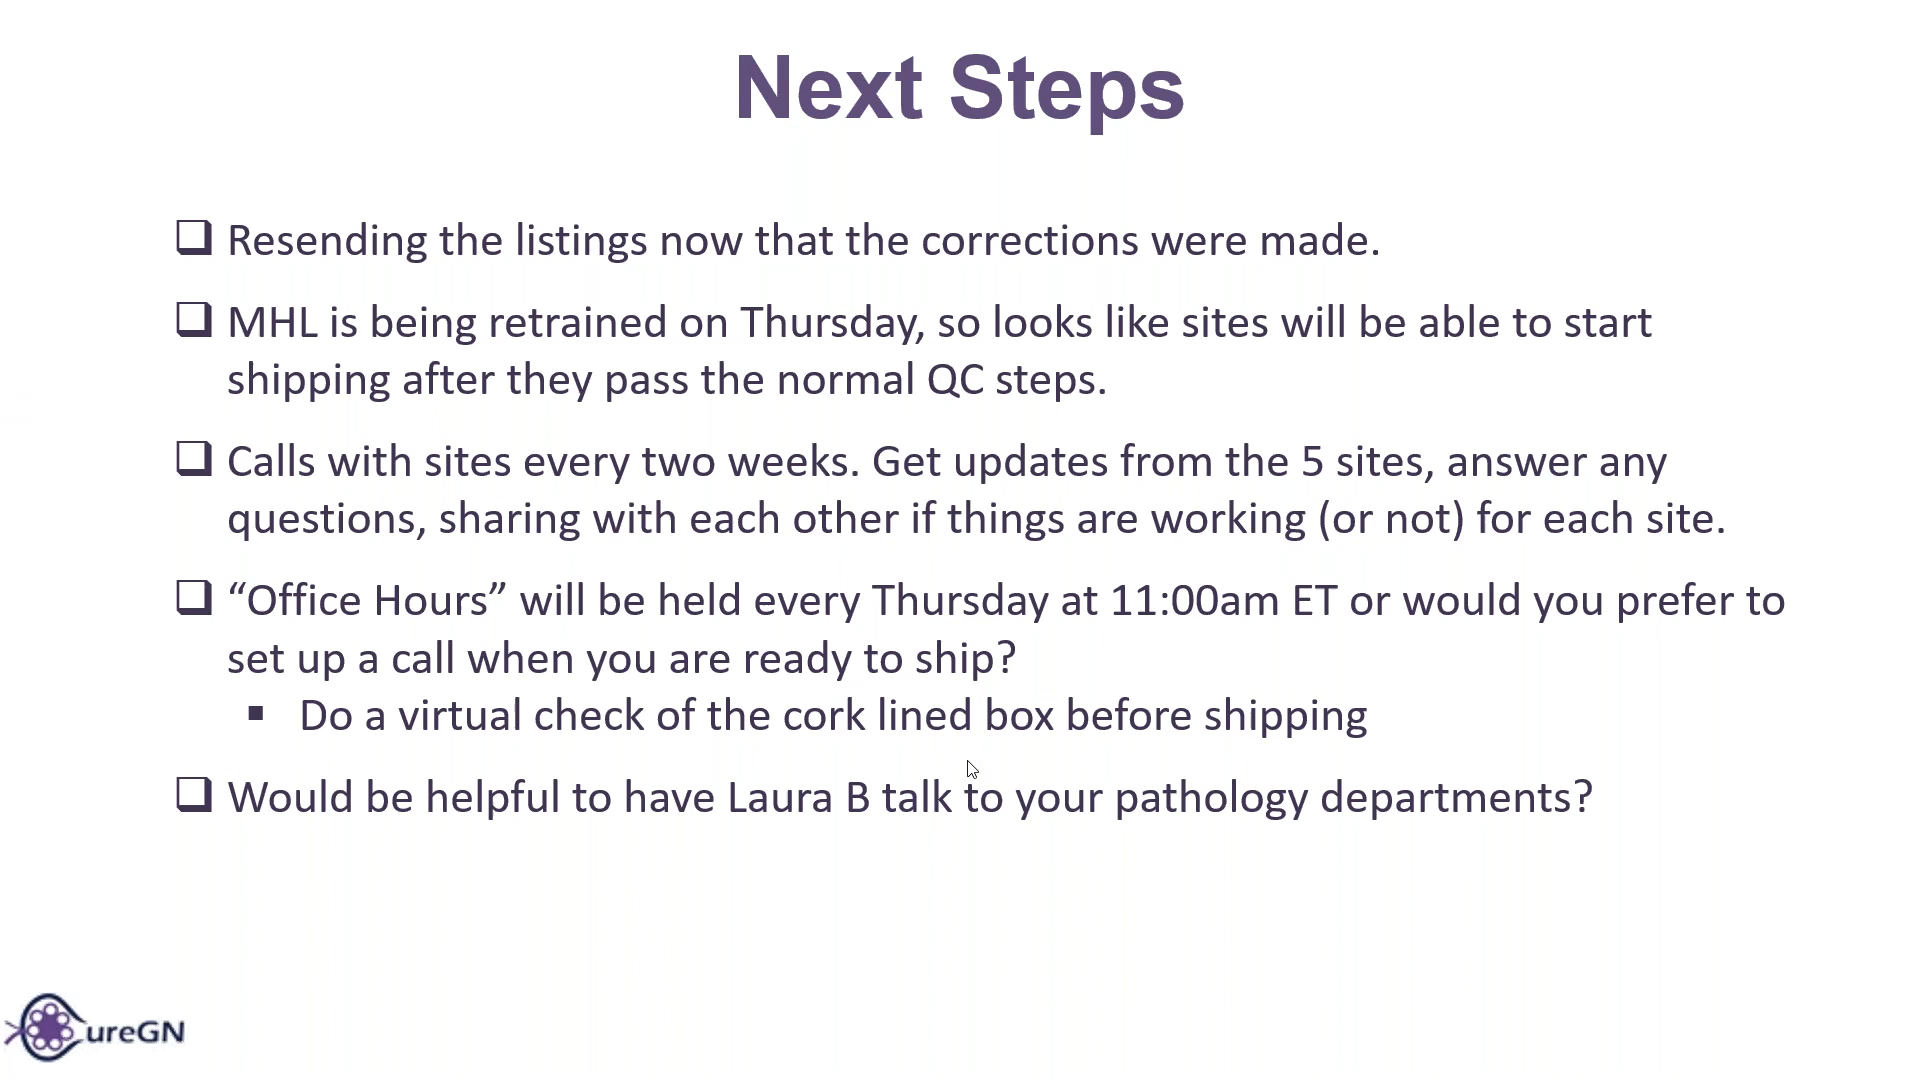 Next Steps
Resending the listings now that the corrections were made.
MHL is being retrained on Thursday, so looks like sites will be able to start
shipping after they pass the normal QC steps.
Calls with sites every two weeks. Get updates from the 5 sites, answer any
questions, sharing with each other if things are working (or not) for each site.
“Office Hours” will be held every Thursday at 11:00am ET or would you prefer to
set up a call when you are ready to ship?
Do a virtual check of the cork lined box before shipping
Would be helpful to have Laura B talk to your pathology departments?
CureGN